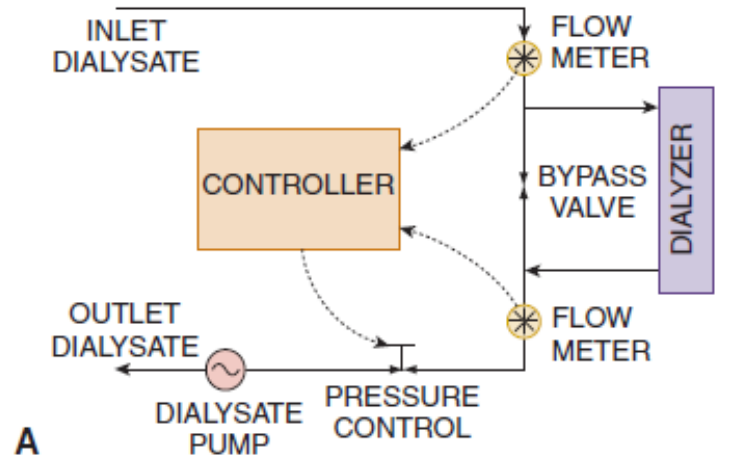 INLET
DIALYSATE
FLOW
METER
CONTROLLER
BYPASS
VALVE
DIALYZER
OUTLET
DIALYSATE
FLOW
METER
DIALYSATE
PUMP
PRESSURE
CONTROL
A